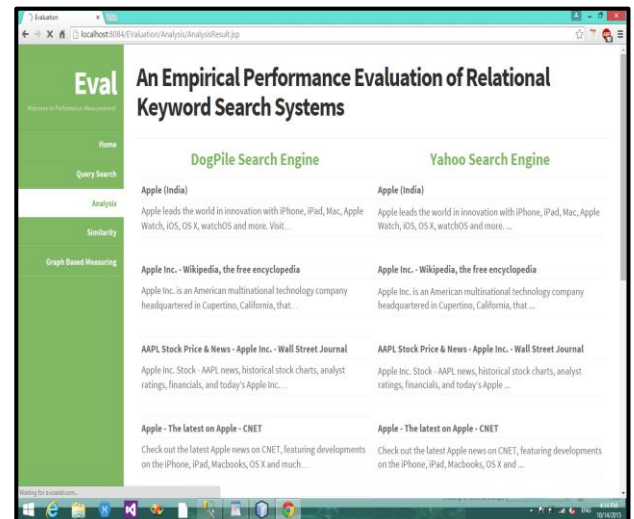 Evaluation
localhost:8084/Evaluation/Analysis/AnalysisResult.jsp
Eval
Welcome to Performance Measurement!
Home
Query Search
Analysis
Similarity
Graph Based Measuring
An Empirical Performance Evaluation of Relational
Keyword Search Systems
DogPile Search Engine
Apple (India)
Apple leads the world in innovation with iPhone, iPad, Mac, Apple
Watch, iOS, OS X, watchOS and more. Visit...
Apple Inc. - Wikipedia, the free encyclopedia
Apple Inc. is an American multinational technology company
headquartered in Cupertino, California, that...
AAPL Stock Price & News - Apple Inc. - Wall Street Journal
Apple Inc. Stock - AAPL news, historical stock charts, analyst
ratings, financials, and today's Apple Inc....
Apple - The latest on Apple - CNET
Check out the latest Apple news on CNET, featuring developments
on the iPhone, iPad, Macbooks, OS X and much...
Yahoo Search Engine
Apple (India)
Apple leads the world in innovation with iPhone, iPad, Mac, Apple
Watch, iOS, OS X, watchOS and more. ...
Apple Inc. - Wikipedia, the free encyclopedia
Apple Inc. is an American multinational technology company
headquartered in Cupertino, California, that ...
AAPL Stock Price & News - Apple Inc. - Wall Street Journal
Apple Inc. Stock - AAPL news, historical stock charts, analyst
ratings, financials, and today's Apple ...
Apple - The latest on Apple - CNET
Check out the latest Apple news on CNET, featuring developments
on the iPhone, iPad, Macbooks, OS X and ...
Waiting for
ENG
4:14 PM
10/14/2015